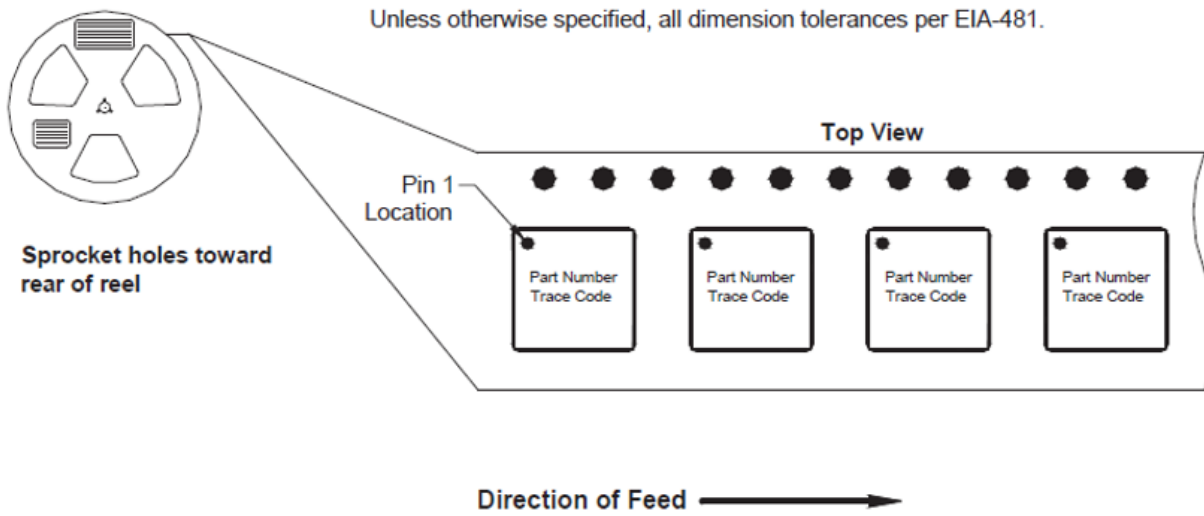 Unless otherwise specified, all dimension tolerances per EIA-481.
Top View
Pin 1
Location
Sprocket holes toward
rear of reel
Part Number
Trace Code
Part Number
Trace Code
Part Number
Trace Code
Part Number
Trace Code
Direction of Feed